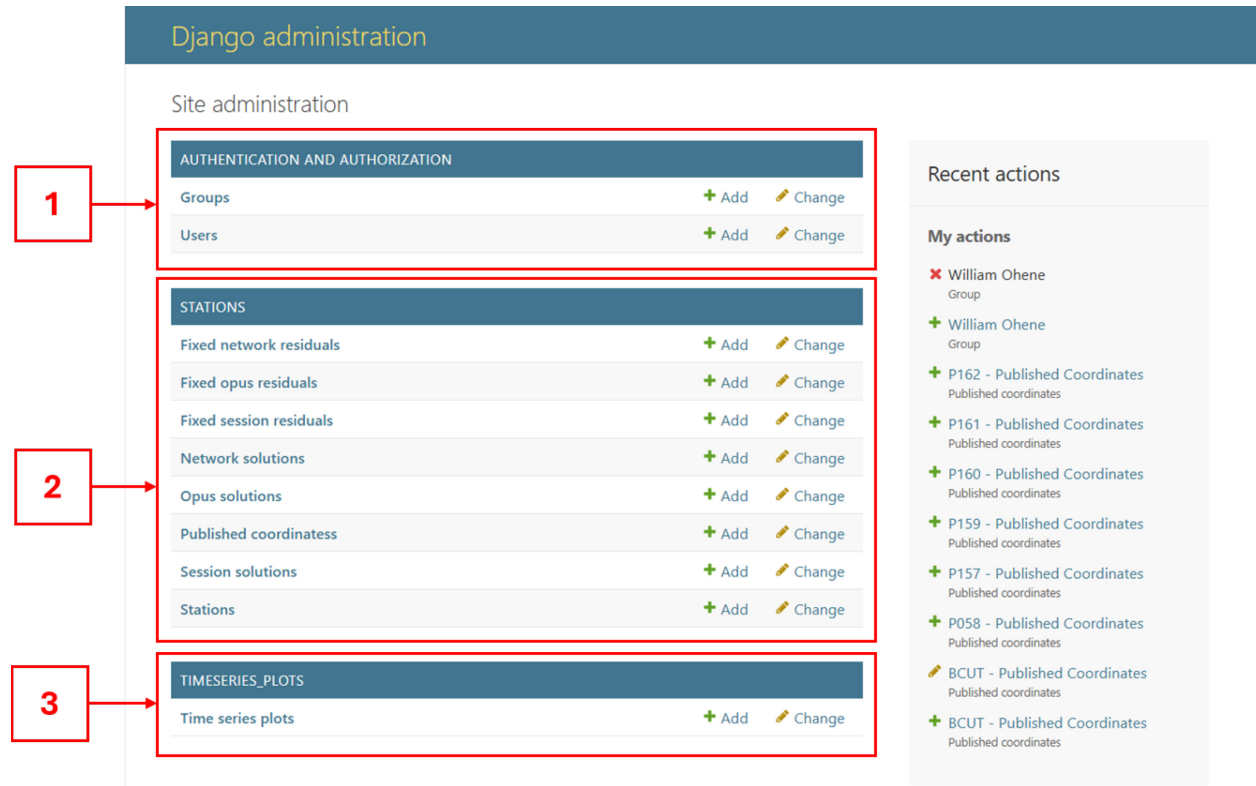 Django administration
Site administration
1
AUTHENTICATION AND AUTHORIZATION
Groups Add Change
Users Add Change
2
STATIONS
Fixed network residuals Add Change
Fixed opus residuals Add Change
Fixed session residuals Add Change
Network solutions Add Change
Opus solutions Add Change
Published coordinatess Add Change
Session solutions Add Change
Stations Add Change
3
TIMESERIES_PLOTS
Time series plots Add Change
Recent actions
My actions
William Ohene
Group
William Ohene
Group
P162 - Published Coordinates
Published coordinates
P161 - Published Coordinates
Published coordinates
P160 - Published Coordinates
Published coordinates
P159 - Published Coordinates
Published coordinates
P157 - Published Coordinates
Published coordinates
P058 - Published Coordinates
Published coordinates
BCUT - Published Coordinates
Published coordinates
BCUT - Published Coordinates
Published coordinates